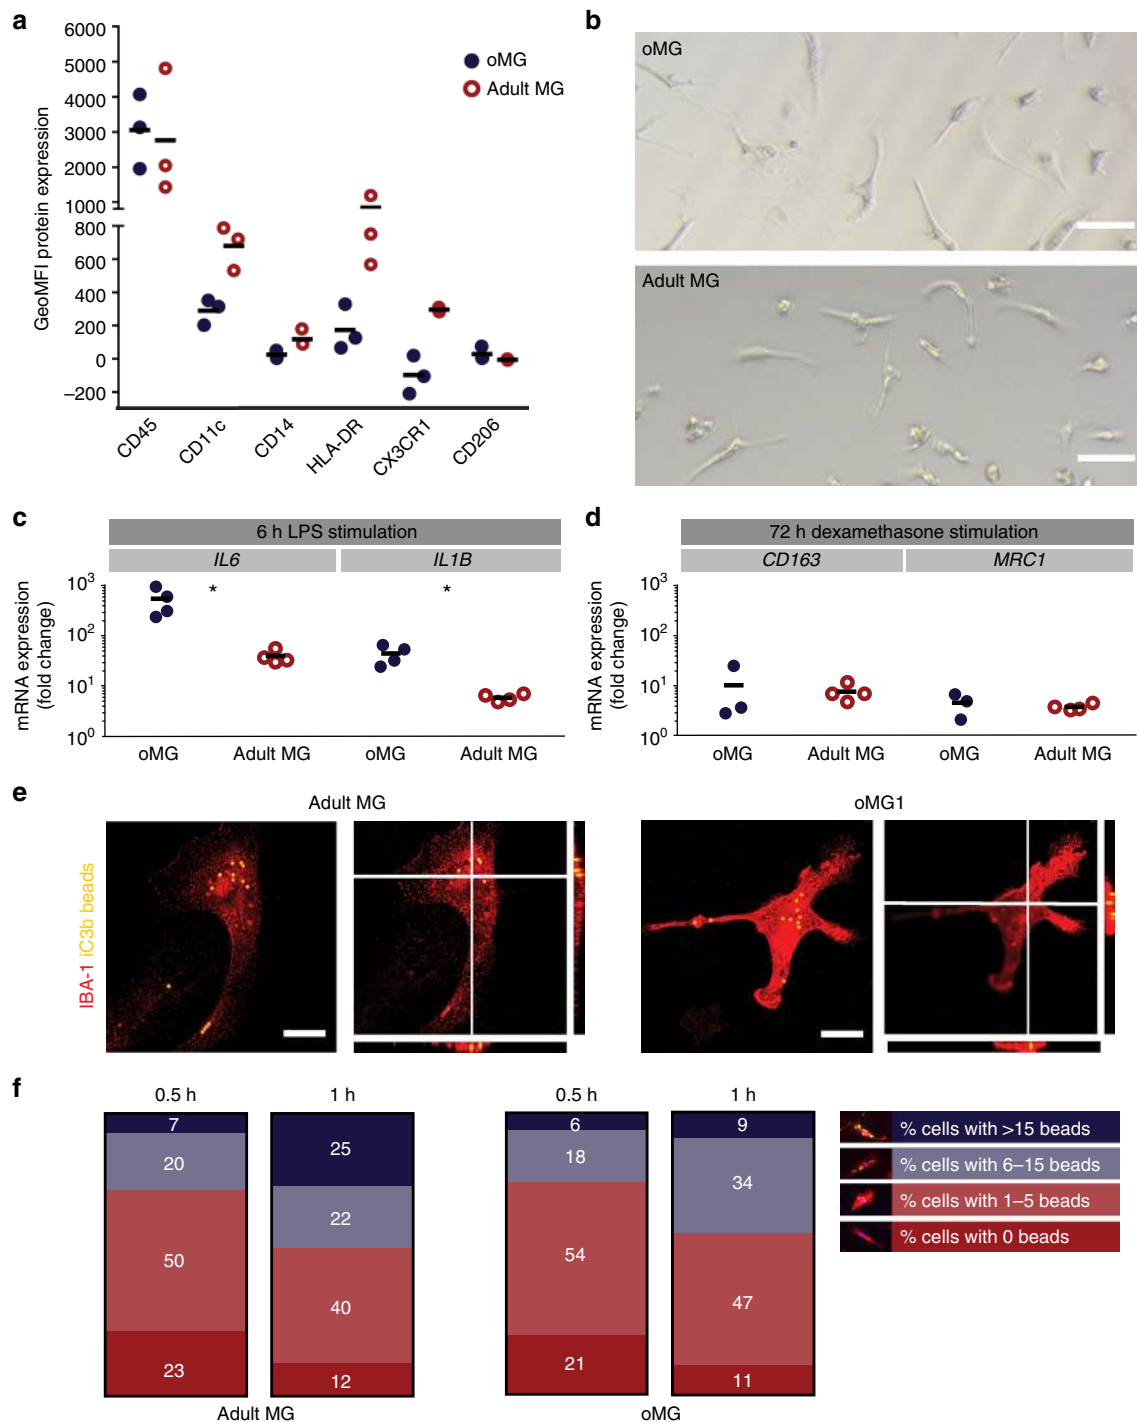 a
6000
5000
4000
3000
2000
1000
800
600
400
200
0
–200
GeoMFI protein expression
oMG
Adult MG
CD45
CD11c
CD14
HLA-DR
CX3CR1
CD206
b
oMG
Adult MG
c
6 h LPS stimulation
IL6
IL1B
mRNA expression
(fold change)
10³
10²
10¹
10⁰
*
*
oMG
Adult MG
oMG
Adult MG
d
72 h dexamethasone stimulation
CD163
MRC1
mRNA expression
(fold change)
10³
10²
10¹
10⁰
oMG
Adult MG
oMG
Adult MG
e
Adult MG
oMG1
IBA-1 iC3b beads
f
0.5 h
1 h
0.5 h
1 h
7
20
50
23
25
22
40
12
6
18
54
21
9
34
47
11
Adult MG
oMG
% cells with >15 beads
% cells with 6–15 beads
% cells with 1–5 beads
% cells with 0 beads